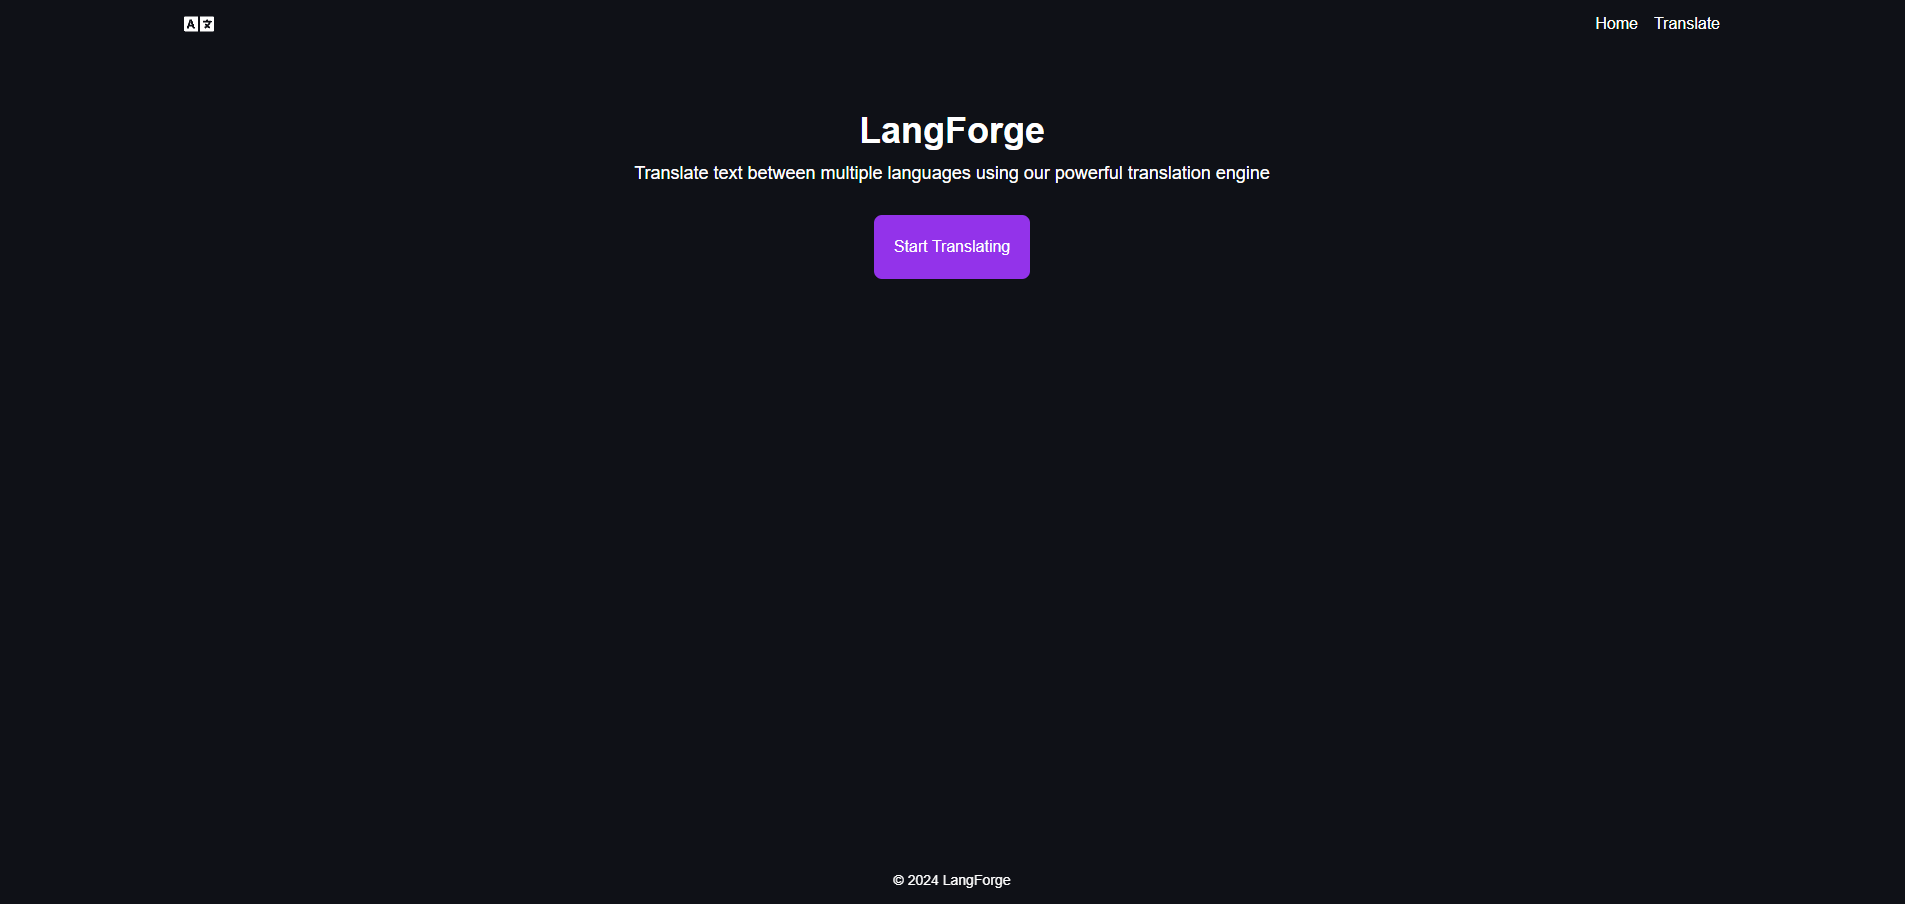 Home Translate
LangForge
Translate text between multiple languages using our powerful translation engine
Start Translating
© 2024 LangForge